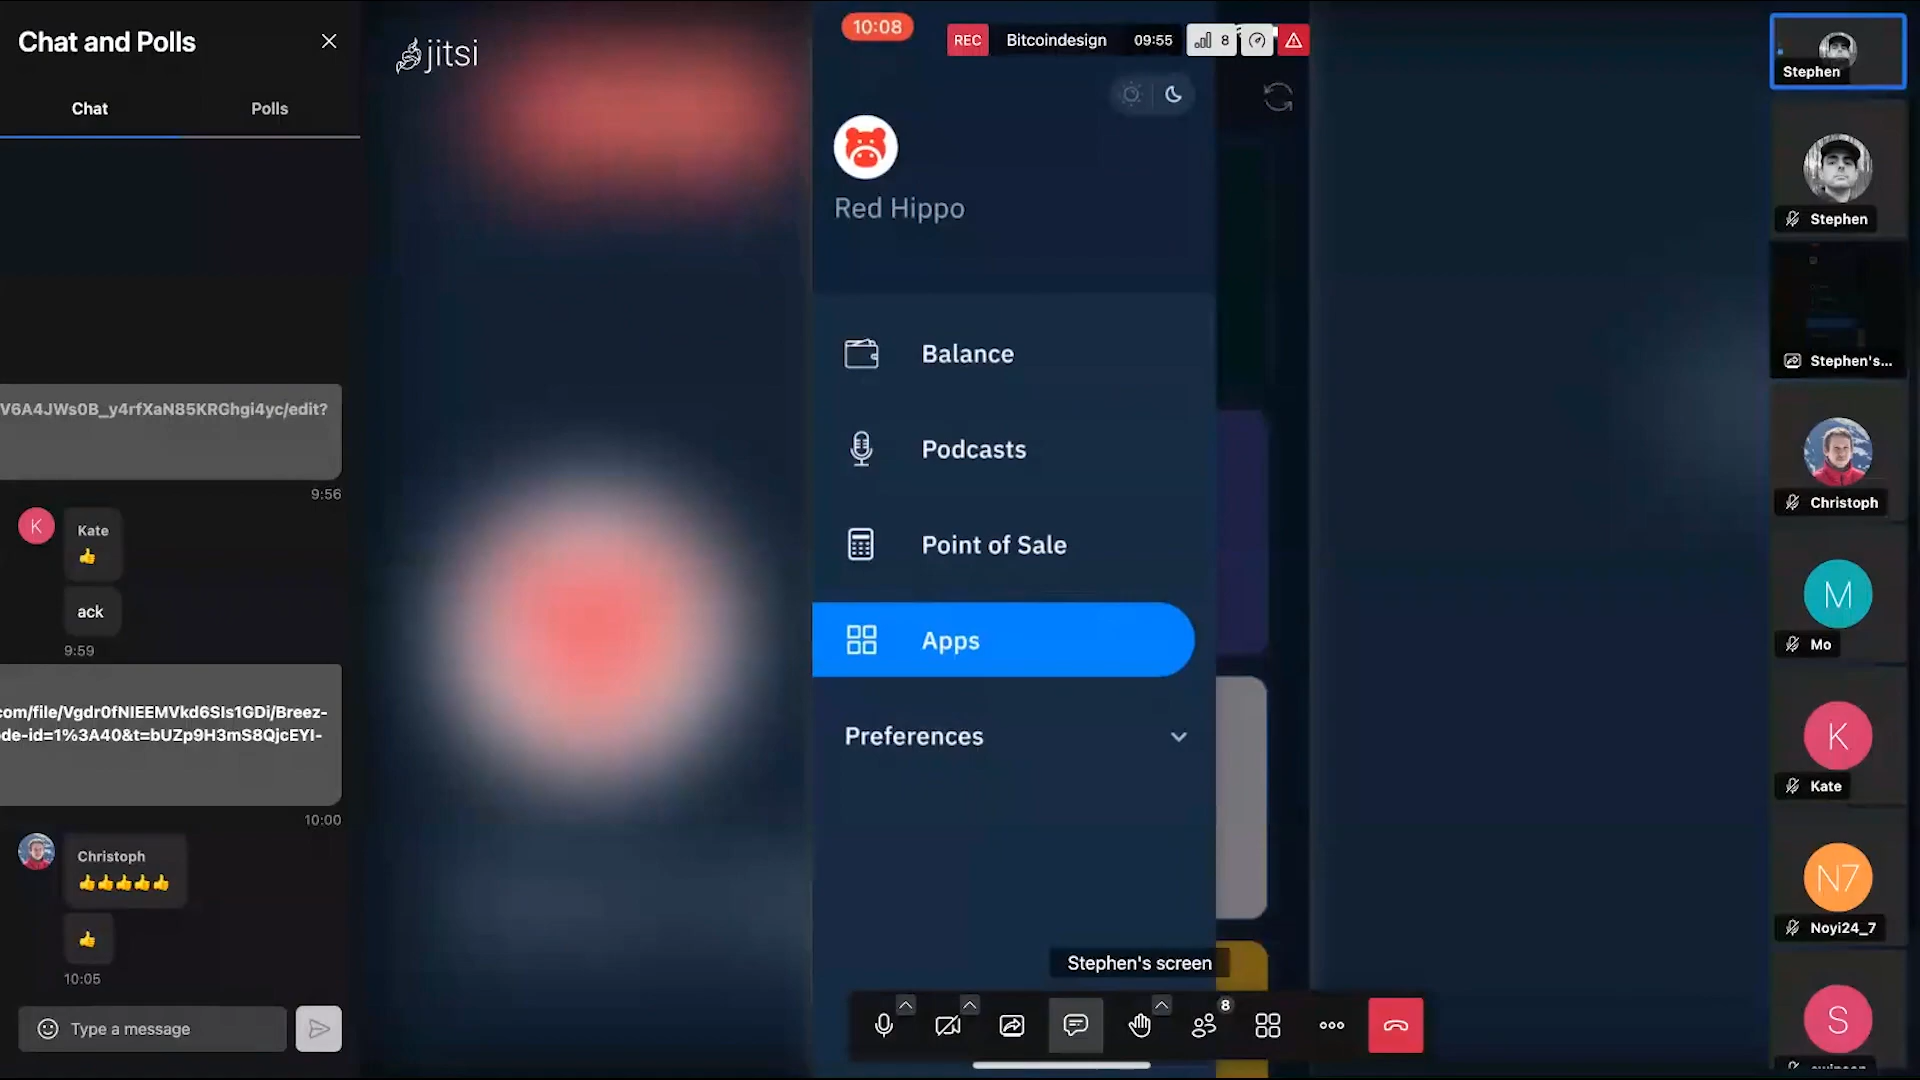 Chat and Polls
Chat
Polls
V6A4JWs0B_y4rfXaN85KRGhgi4yc/edit?
9:56
K
Kate
👍
ack
9:59
com/file/Vgdr0fNIEEMVkd6SIs1GDi/Breez-
de-id=1%3A40&t=bUZp9H3mS8QjcEYI-
10:00
Christoph
👍👍👍👍👍
👍
10:05
Type a message
jitsi
10:08
REC
Bitcoindesign
09:55
8
Red Hippo
Balance
Podcasts
Point of Sale
Apps
Preferences
Stephen's screen
8
Stephen
Stephen
Stephen's...
Christoph
M
Mo
K
Kate
N7
Noyi24_7
S